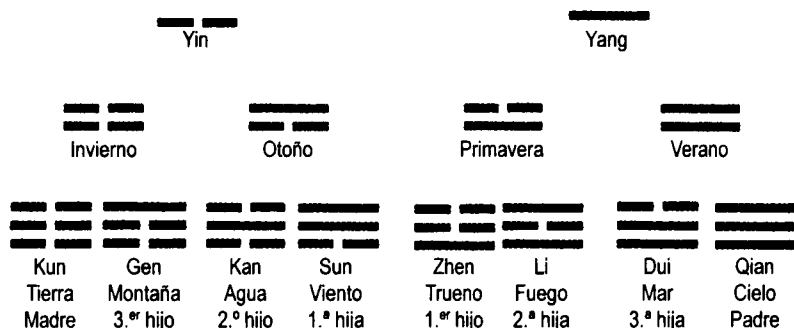 Yin Yang
Invierno Otoño Primavera Verano
Kun Gen Kan Sun Zhen Li Dui Qian
Tierra Montaña Agua Viento Trueno Fuego Mar Cielo
Madre 3.er hijo 2.º hijo 1.ª hija 1.er hijo 2.ª hija 3.ª hija Padre